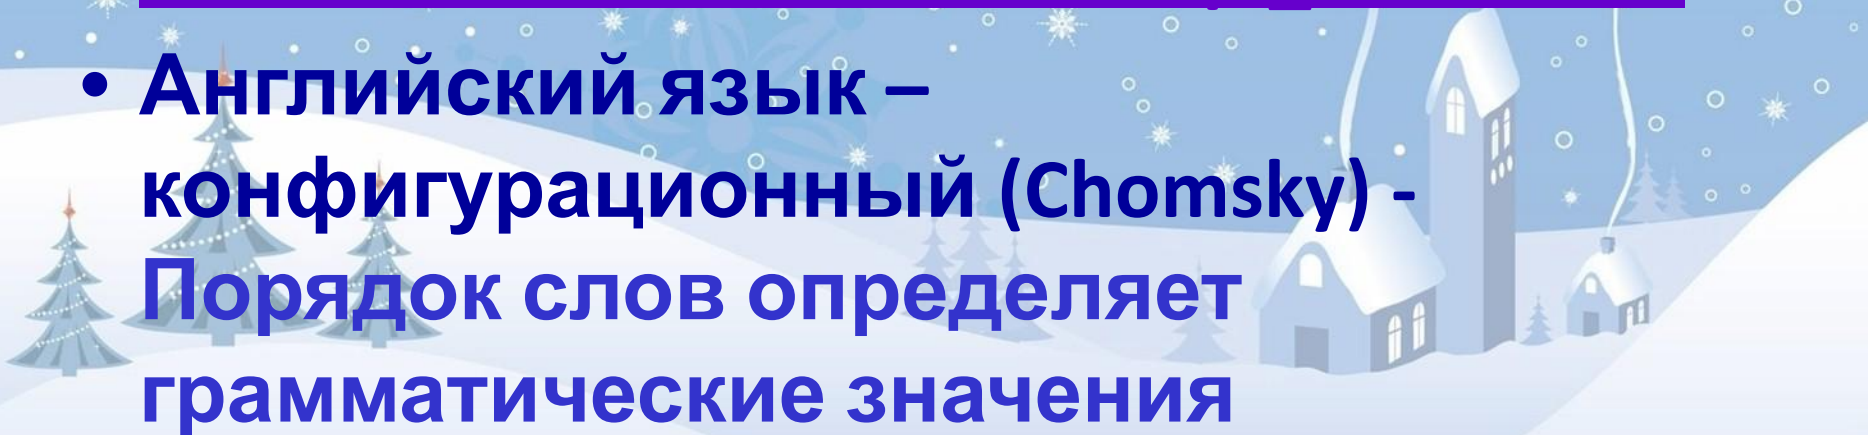 • Английский язык –
конфигурационный (Chomsky) -
Порядок слов определяет
грамматические значения